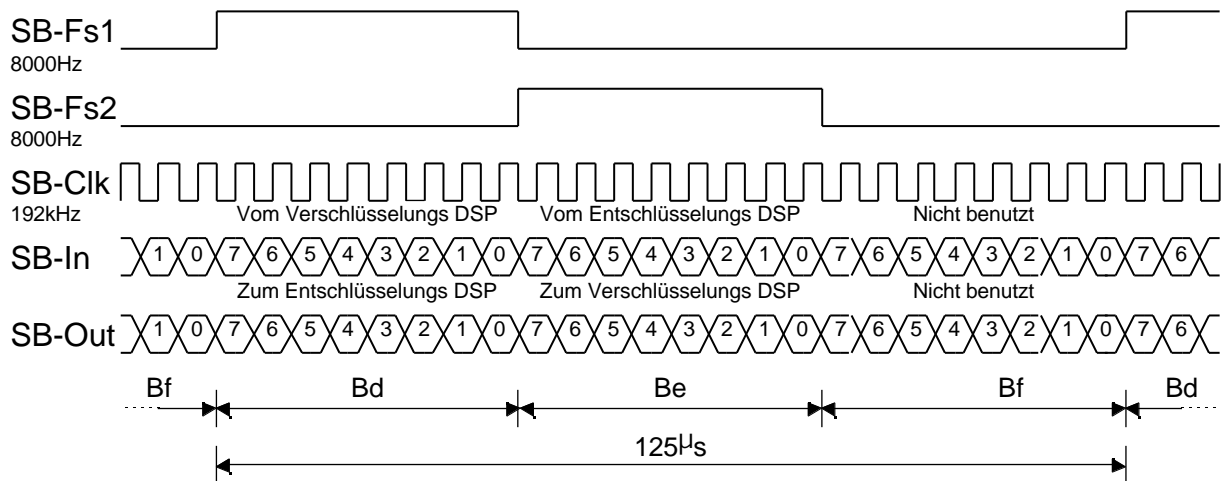 SB-Fs1
8000Hz
SB-Fs2
8000Hz
SB-Clk
192kHz
Vom Verschlüsselungs DSP Vom Entschlüsselungs DSP Nicht benutzt
SB-In 1 0 7 6 5 4 3 2 1 0 7 6 5 4 3 2 1 0 7 6 5 4 3 2 1 0 7 6
Zum Entschlüsselungs DSP Zum Verschlüsselungs DSP Nicht benutzt
SB-Out 1 0 7 6 5 4 3 2 1 0 7 6 5 4 3 2 1 0 7 6 5 4 3 2 1 0 7 6
Bf Bd Be Bf Bd
125µs